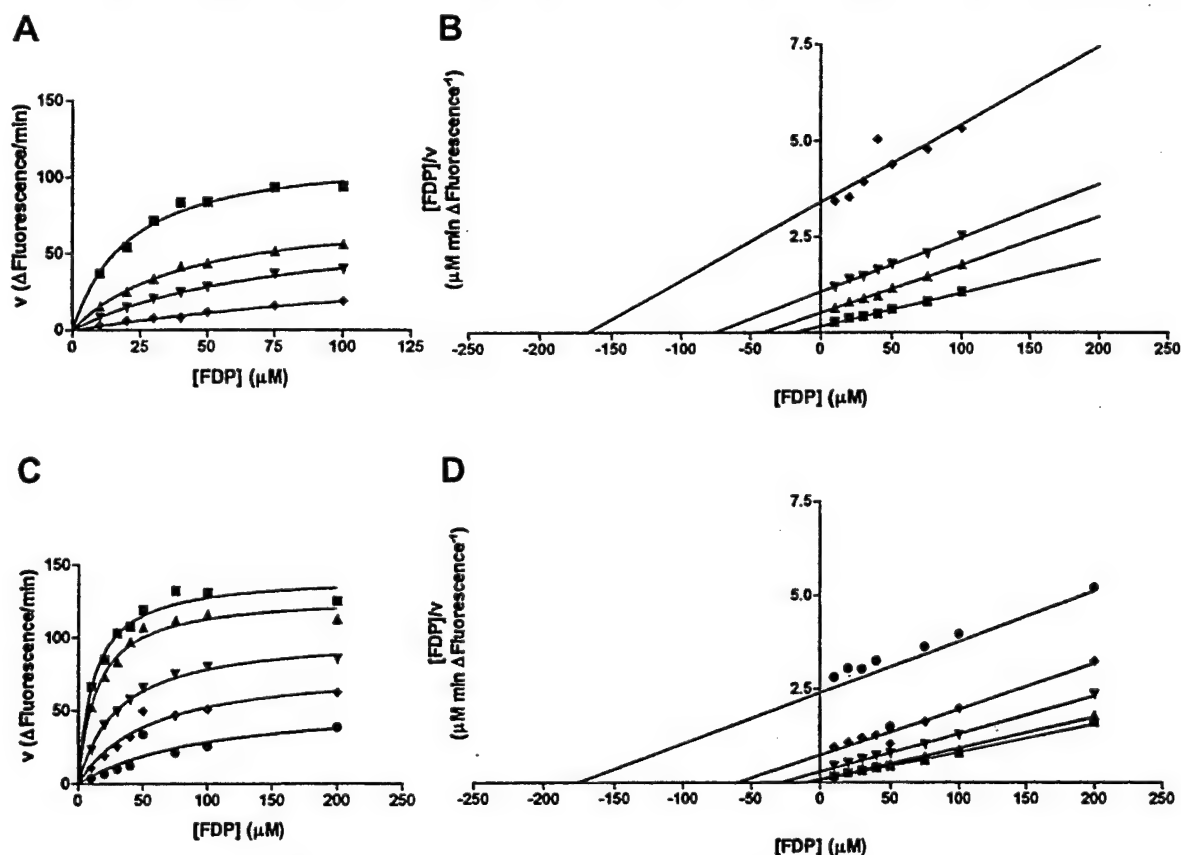 A
v (ΔFluorescence/min)
150
100
50
0
0 25 50 75 100 125
[FDP] (μM)
B
[FDP]/v
(μM min ΔFluorescence⁻¹)
7.5
5.0
2.5
-250 -200 -150 -100 -50 0 50 100 150 200 250
[FDP] (μM)
C
v (ΔFluorescence/min)
150
100
50
0
0 50 100 150 200 250
[FDP] (μM)
D
[FDP]/v
(μM min ΔFluorescence⁻¹)
7.5
5.0
2.5
-250 -200 -150 -100 -50 0 50 100 150 200 250
[FDP] (μM)